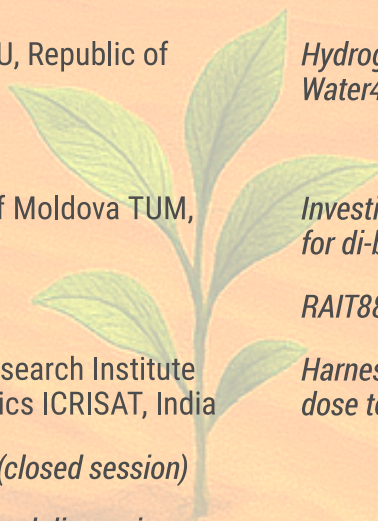 U, Republic of
Hydrog
Water4
f Moldova TUM,
Investi
for di-b
RAIT88
search Institute
ics ICRISAT, India
Harnes
dose to
(closed session)